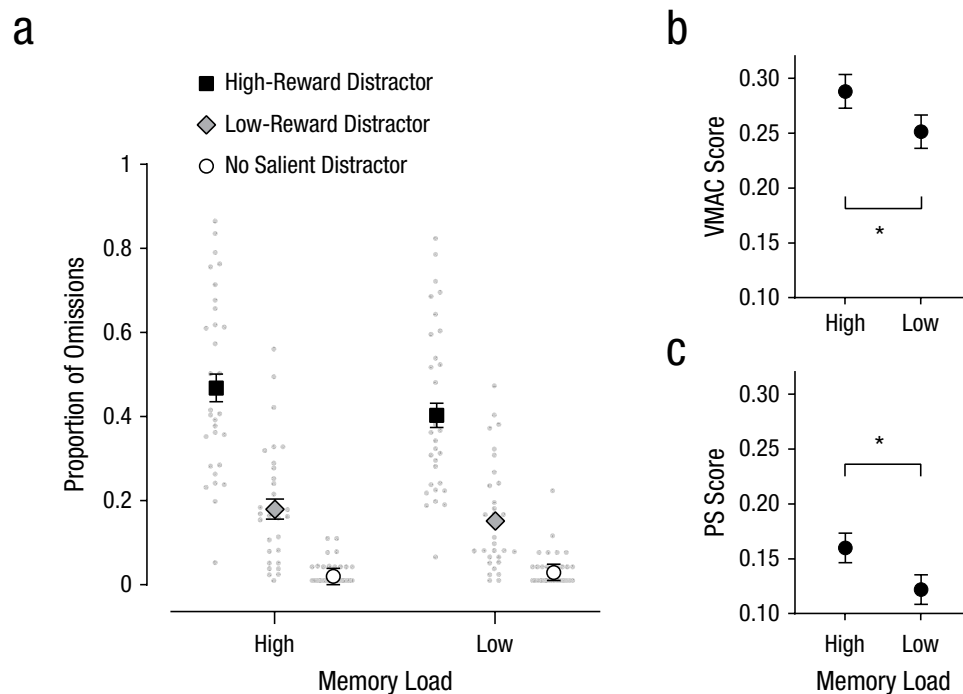 a
High-Reward Distractor
Low-Reward Distractor
No Salient Distractor
Proportion of Omissions
1
0.8
0.6
0.4
0.2
0
High
Low
Memory Load
b
VMAC Score
0.30
0.25
0.20
0.15
0.10
*
High
Low
c
PS Score
0.30
0.25
0.20
0.15
0.10
*
High
Low
Memory Load